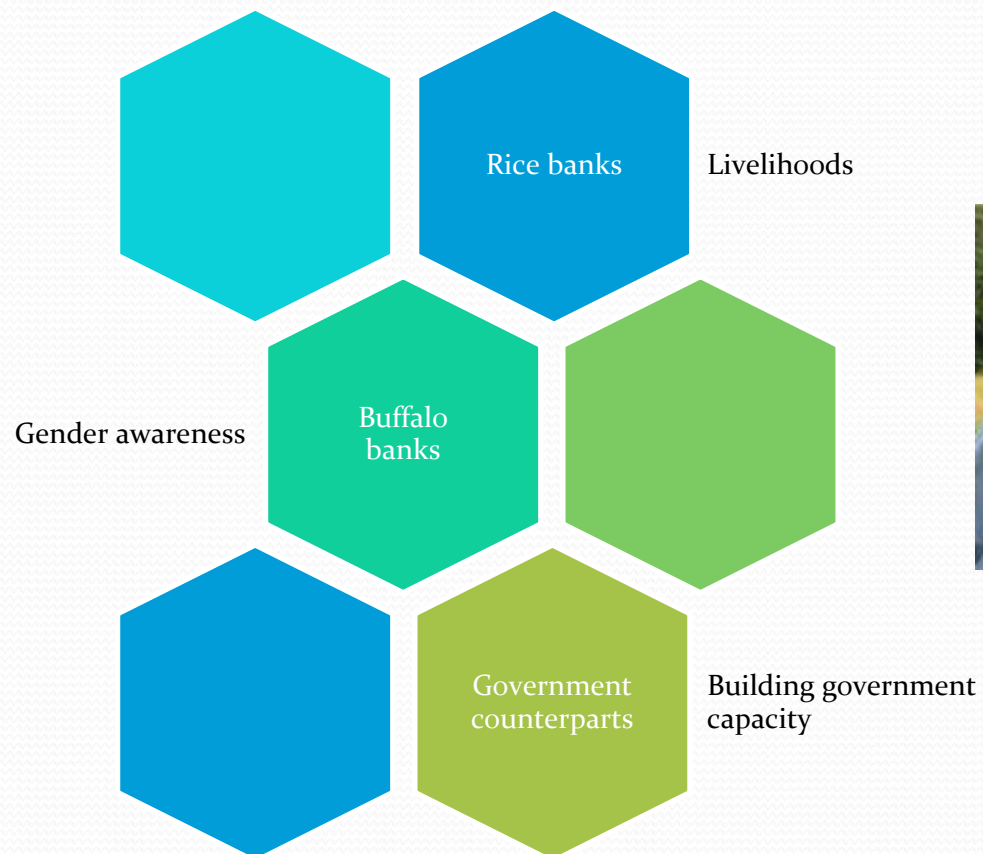 Rice banks
Livelihoods
Gender awareness
Buffalo
banks
Government
counterparts
Building government
capacity